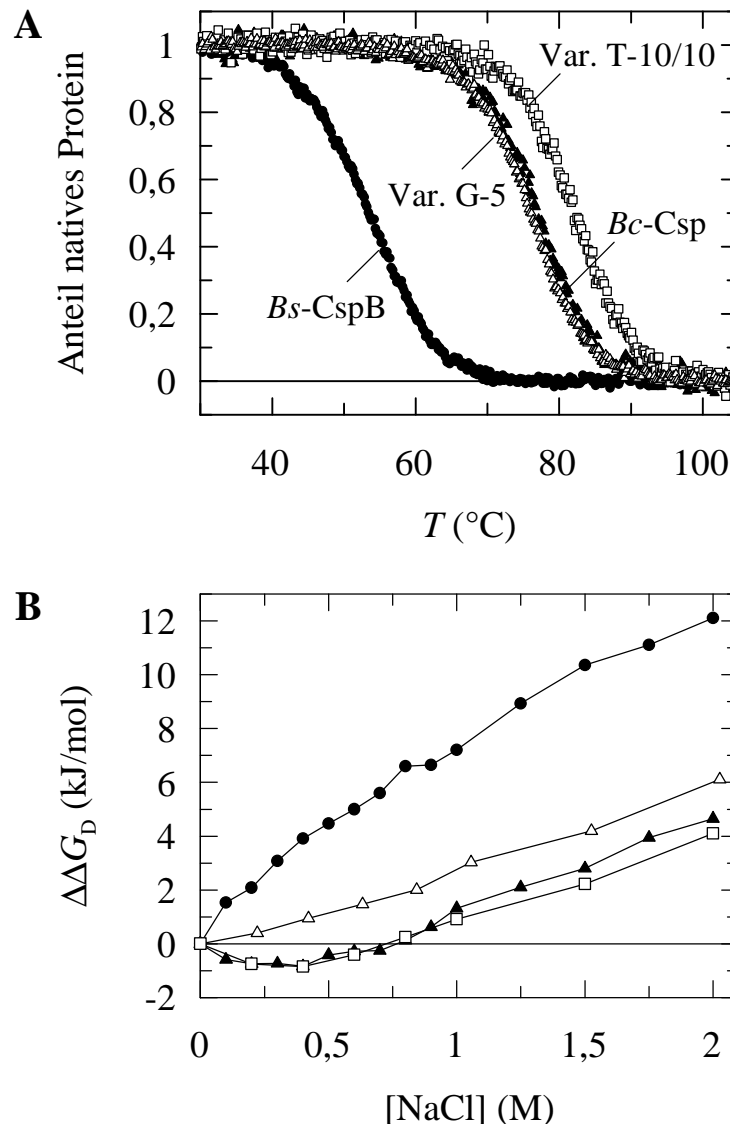 A
Anteil natives Protein
1
0,8
0,6
0,4
0,2
0
Var. T-10/10
Var. G-5
Bc-Csp
Bs-CspB
40 60 80 100
T (°C)
B
ΔΔG_D (kJ/mol)
12
10
8
6
4
2
0
-2
0 0,5 1 1,5 2
[NaCl] (M)